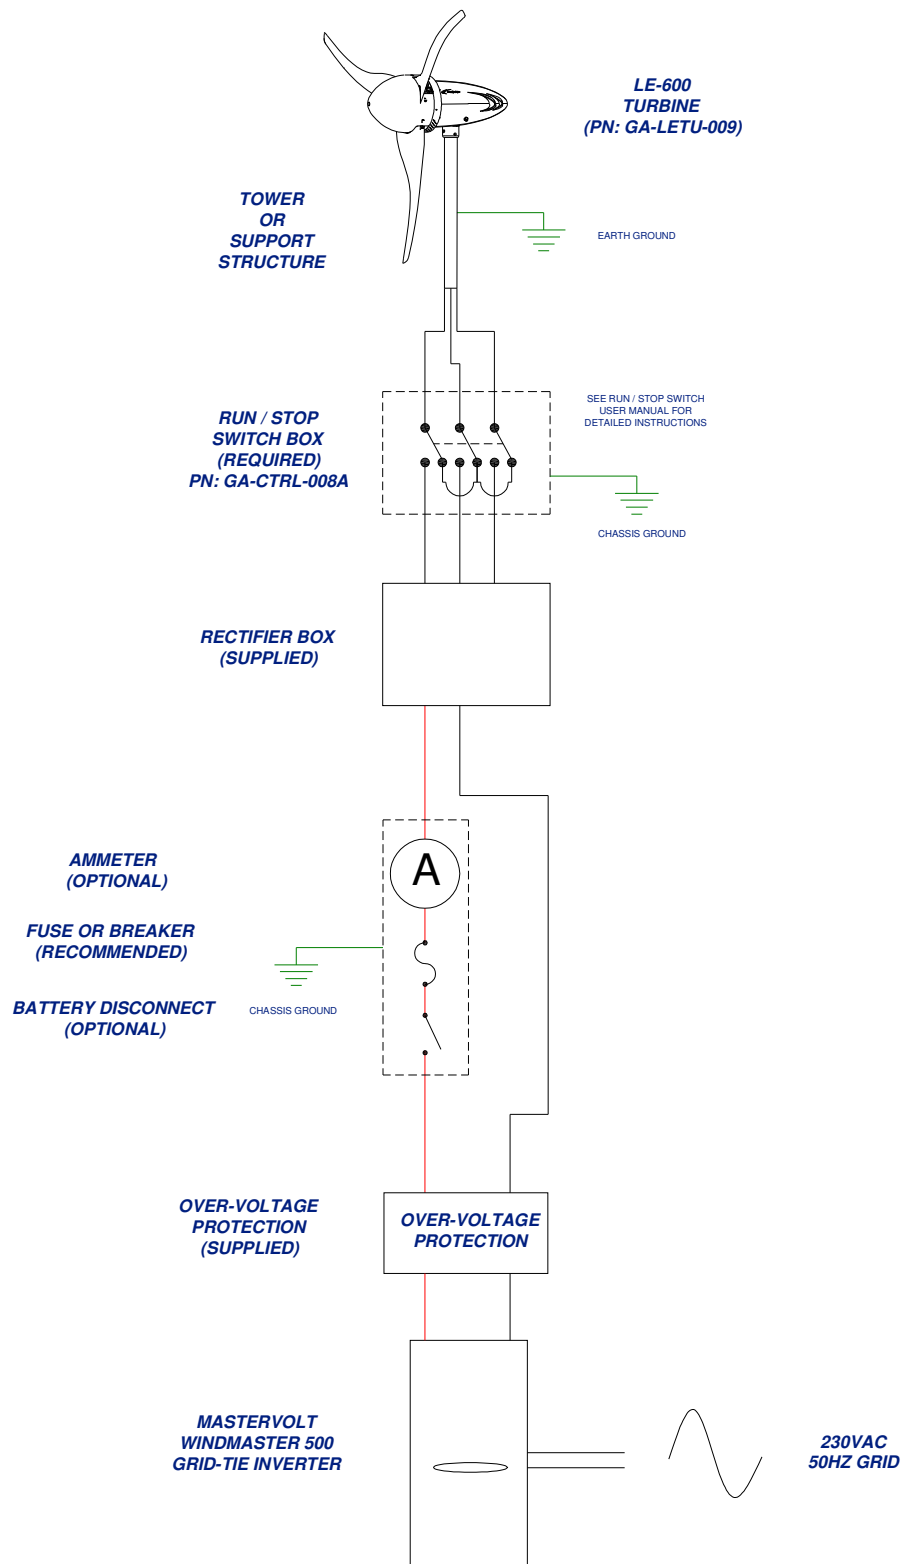 LE-600
TURBINE
(PN: GA-LETU-009)
TOWER
OR
SUPPORT
STRUCTURE
EARTH GROUND
RUN / STOP
SWITCH BOX
(REQUIRED)
PN: GA-CTRL-008A
SEE RUN / STOP SWITCH
USER MANUAL FOR
DETAILED INSTRUCTIONS
CHASSIS GROUND
RECTIFIER BOX
(SUPPLIED)
AMMETER
(OPTIONAL)
A
FUSE OR BREAKER
(RECOMMENDED)
BATTERY DISCONNECT
(OPTIONAL)
CHASSIS GROUND
OVER-VOLTAGE
PROTECTION
(SUPPLIED)
OVER-VOLTAGE
PROTECTION
MASTERVOLT
WINDMASTER 500
GRID-TIE INVERTER
230VAC
50HZ GRID